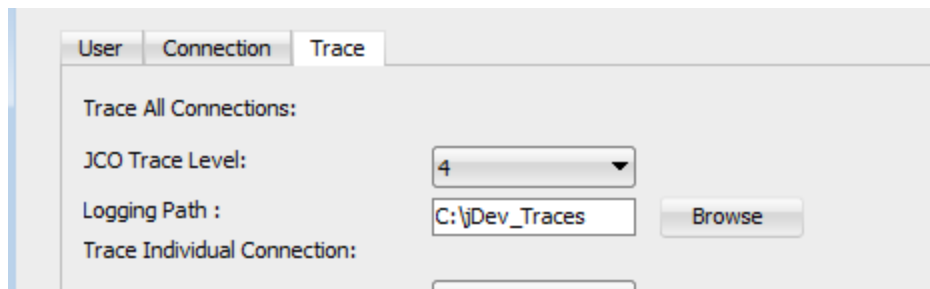 User Connection Trace
Trace All Connections:
JCO Trace Level: 4
Logging Path : C:\jDev_Traces Browse
Trace Individual Connection: